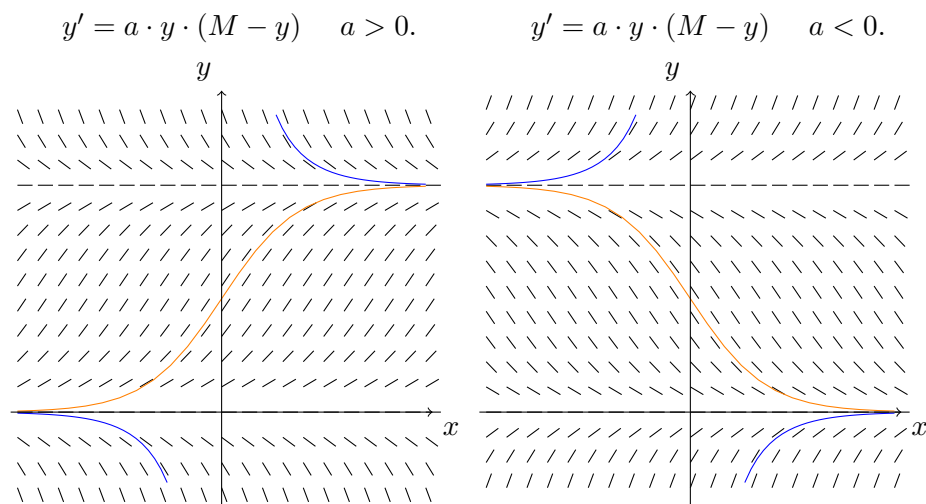 y′ = a · y · (M − y)  a > 0.
y
x
y′ = a · y · (M − y)  a < 0.
y
x